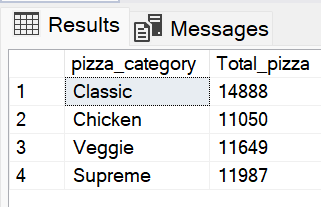 Results Messages
pizza_category Total_pizza
1 Classic 14888
2 Chicken 11050
3 Veggie 11649
4 Supreme 11987